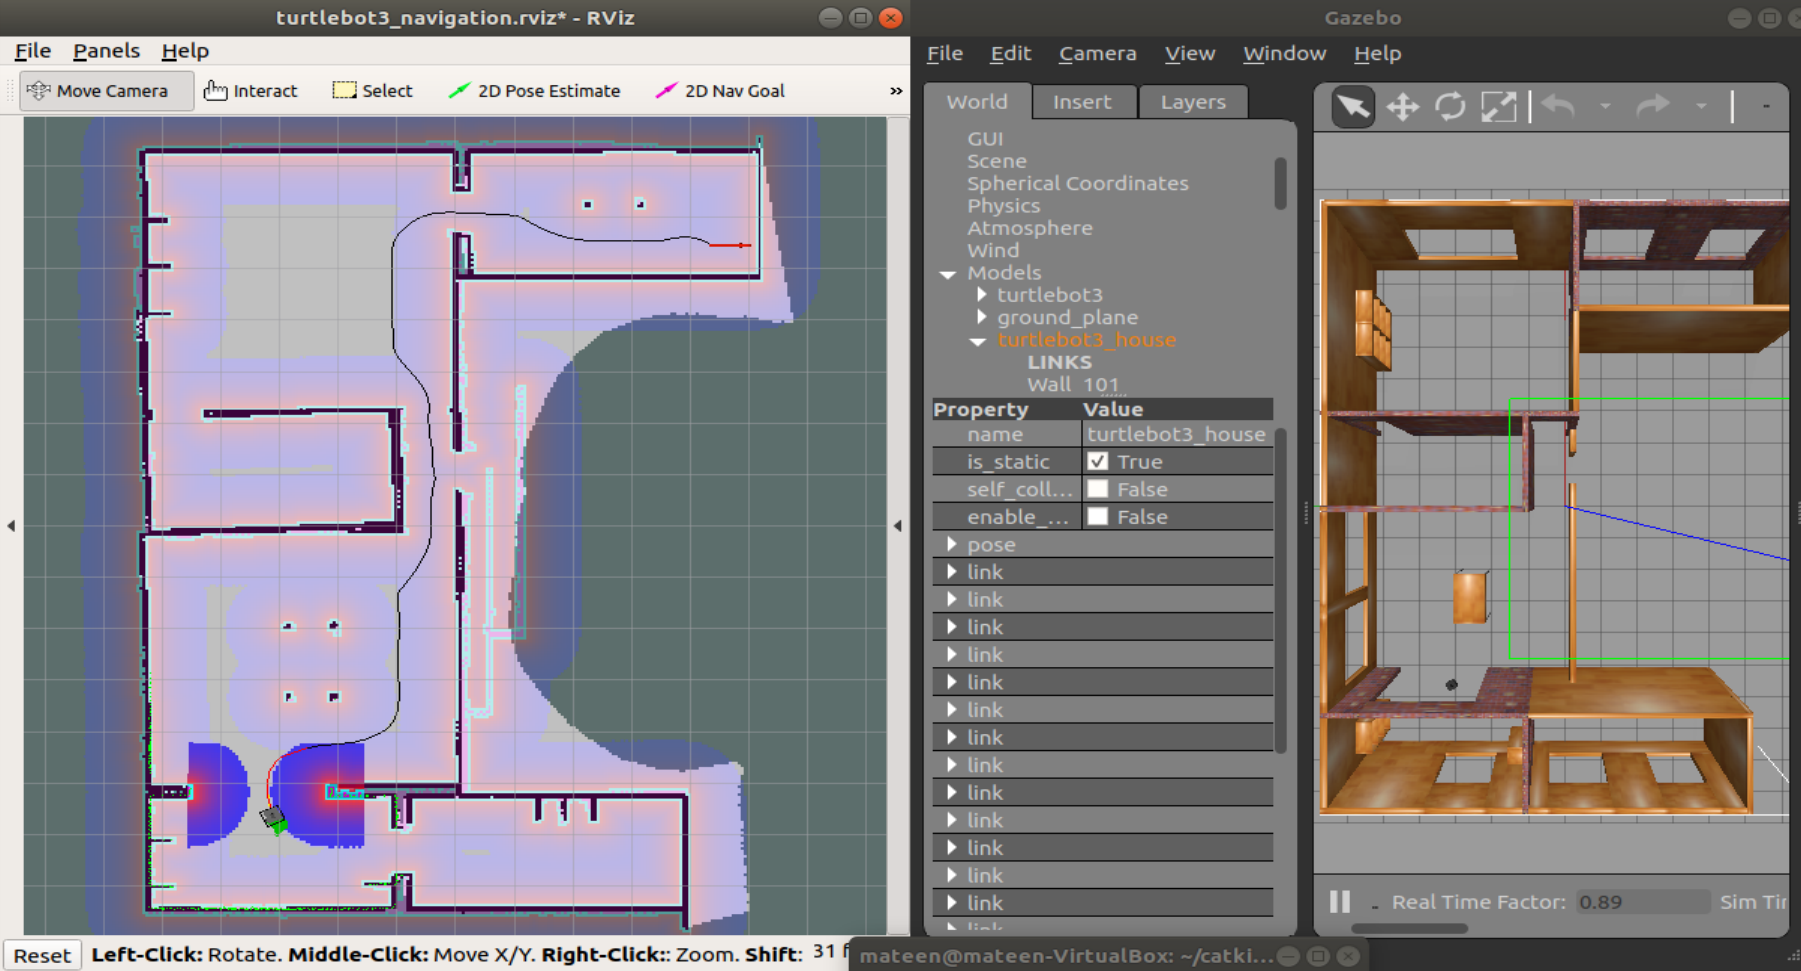 turtlebot3_navigation.rviz* - RViz
File Panels Help
Move Camera Interact Select 2D Pose Estimate 2D Nav Goal »
Reset Left-Click: Rotate. Middle-Click: Move X/Y. Right-Click:: Zoom. Shift: 31 f
Gazebo
File Edit Camera View Window Help
World Insert Layers
GUI
Scene
Spherical Coordinates
Physics
Atmosphere
Wind
Models
turtlebot3
ground_plane
turtlebot3_house
LINKS
Wall_101
Property Value
name turtlebot3_house
is_static True
self_coll... False
enable_... False
pose
link
link
link
link
link
link
link
link
link
link
link
link
link
link
Real Time Factor: 0.89 Sim Tir
mateen@mateen-VirtualBox: ~/catki...